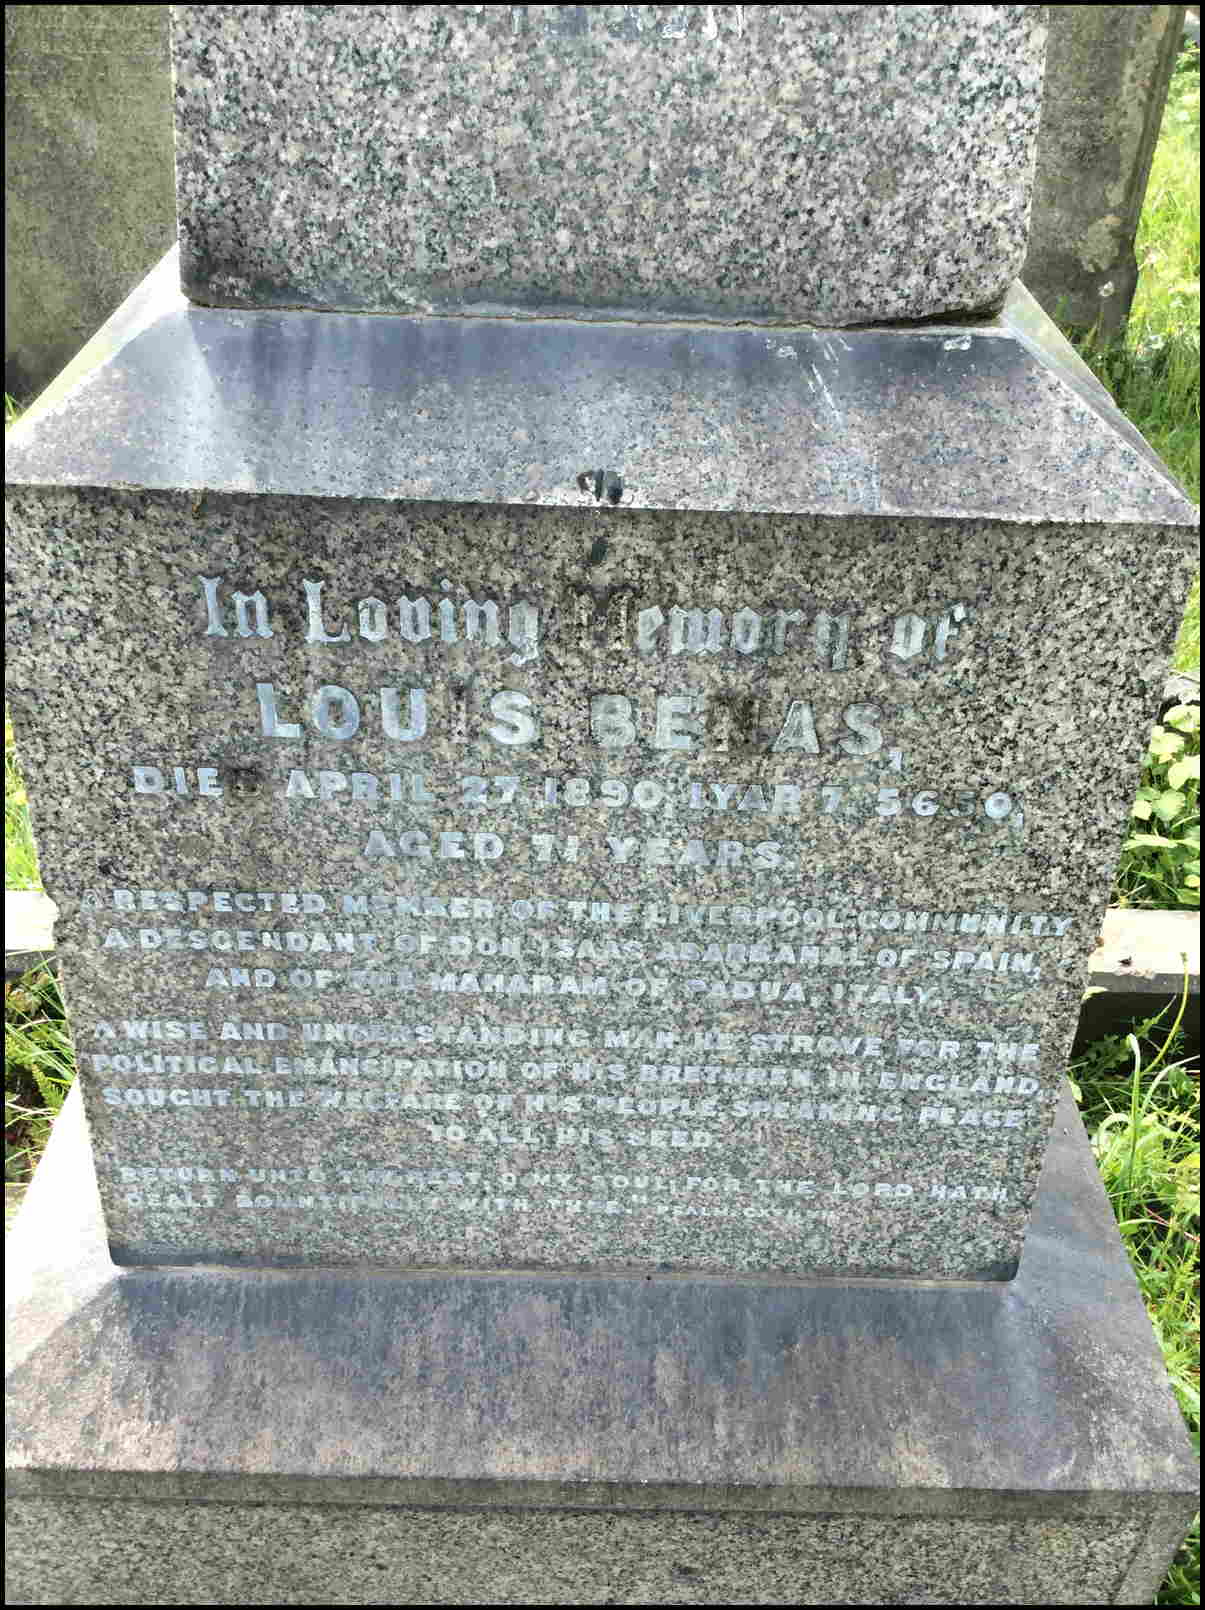 In Loving Memory of
LOUIS BENAS,
DIED APRIL 27, 1890, IYAR 7, 5650,
AGED 71 YEARS.
A RESPECTED MEMBER OF THE LIVERPOOL COMMUNITY
A DESCENDANT OF DON ISAAC ABARBANAL OF SPAIN,
AND OF THE MAHARAM OF PADUA, ITALY.
A WISE AND UNDERSTANDING MAN, HE STROVE FOR THE
POLITICAL EMANCIPATION OF HIS BRETHREN IN ENGLAND,
SOUGHT THE WELFARE OF HIS PEOPLE SPEAKING PEACE
TO ALL HIS SEED.
"RETURN UNTO THY REST, O MY SOUL; FOR THE LORD HATH
DEALT BOUNTIFULLY WITH THEE." PSALM